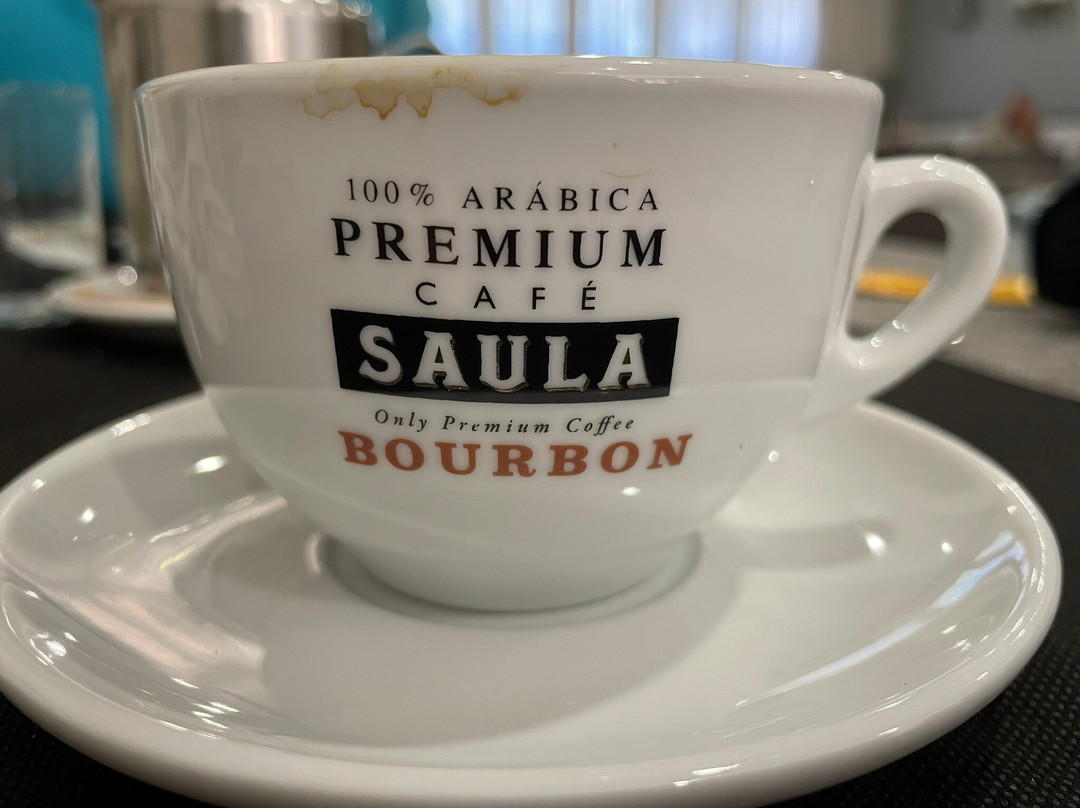 100% ARÁBICA
PREMIUM
CAFÉ
SAULA
Only Premium Coffee
BOURBON